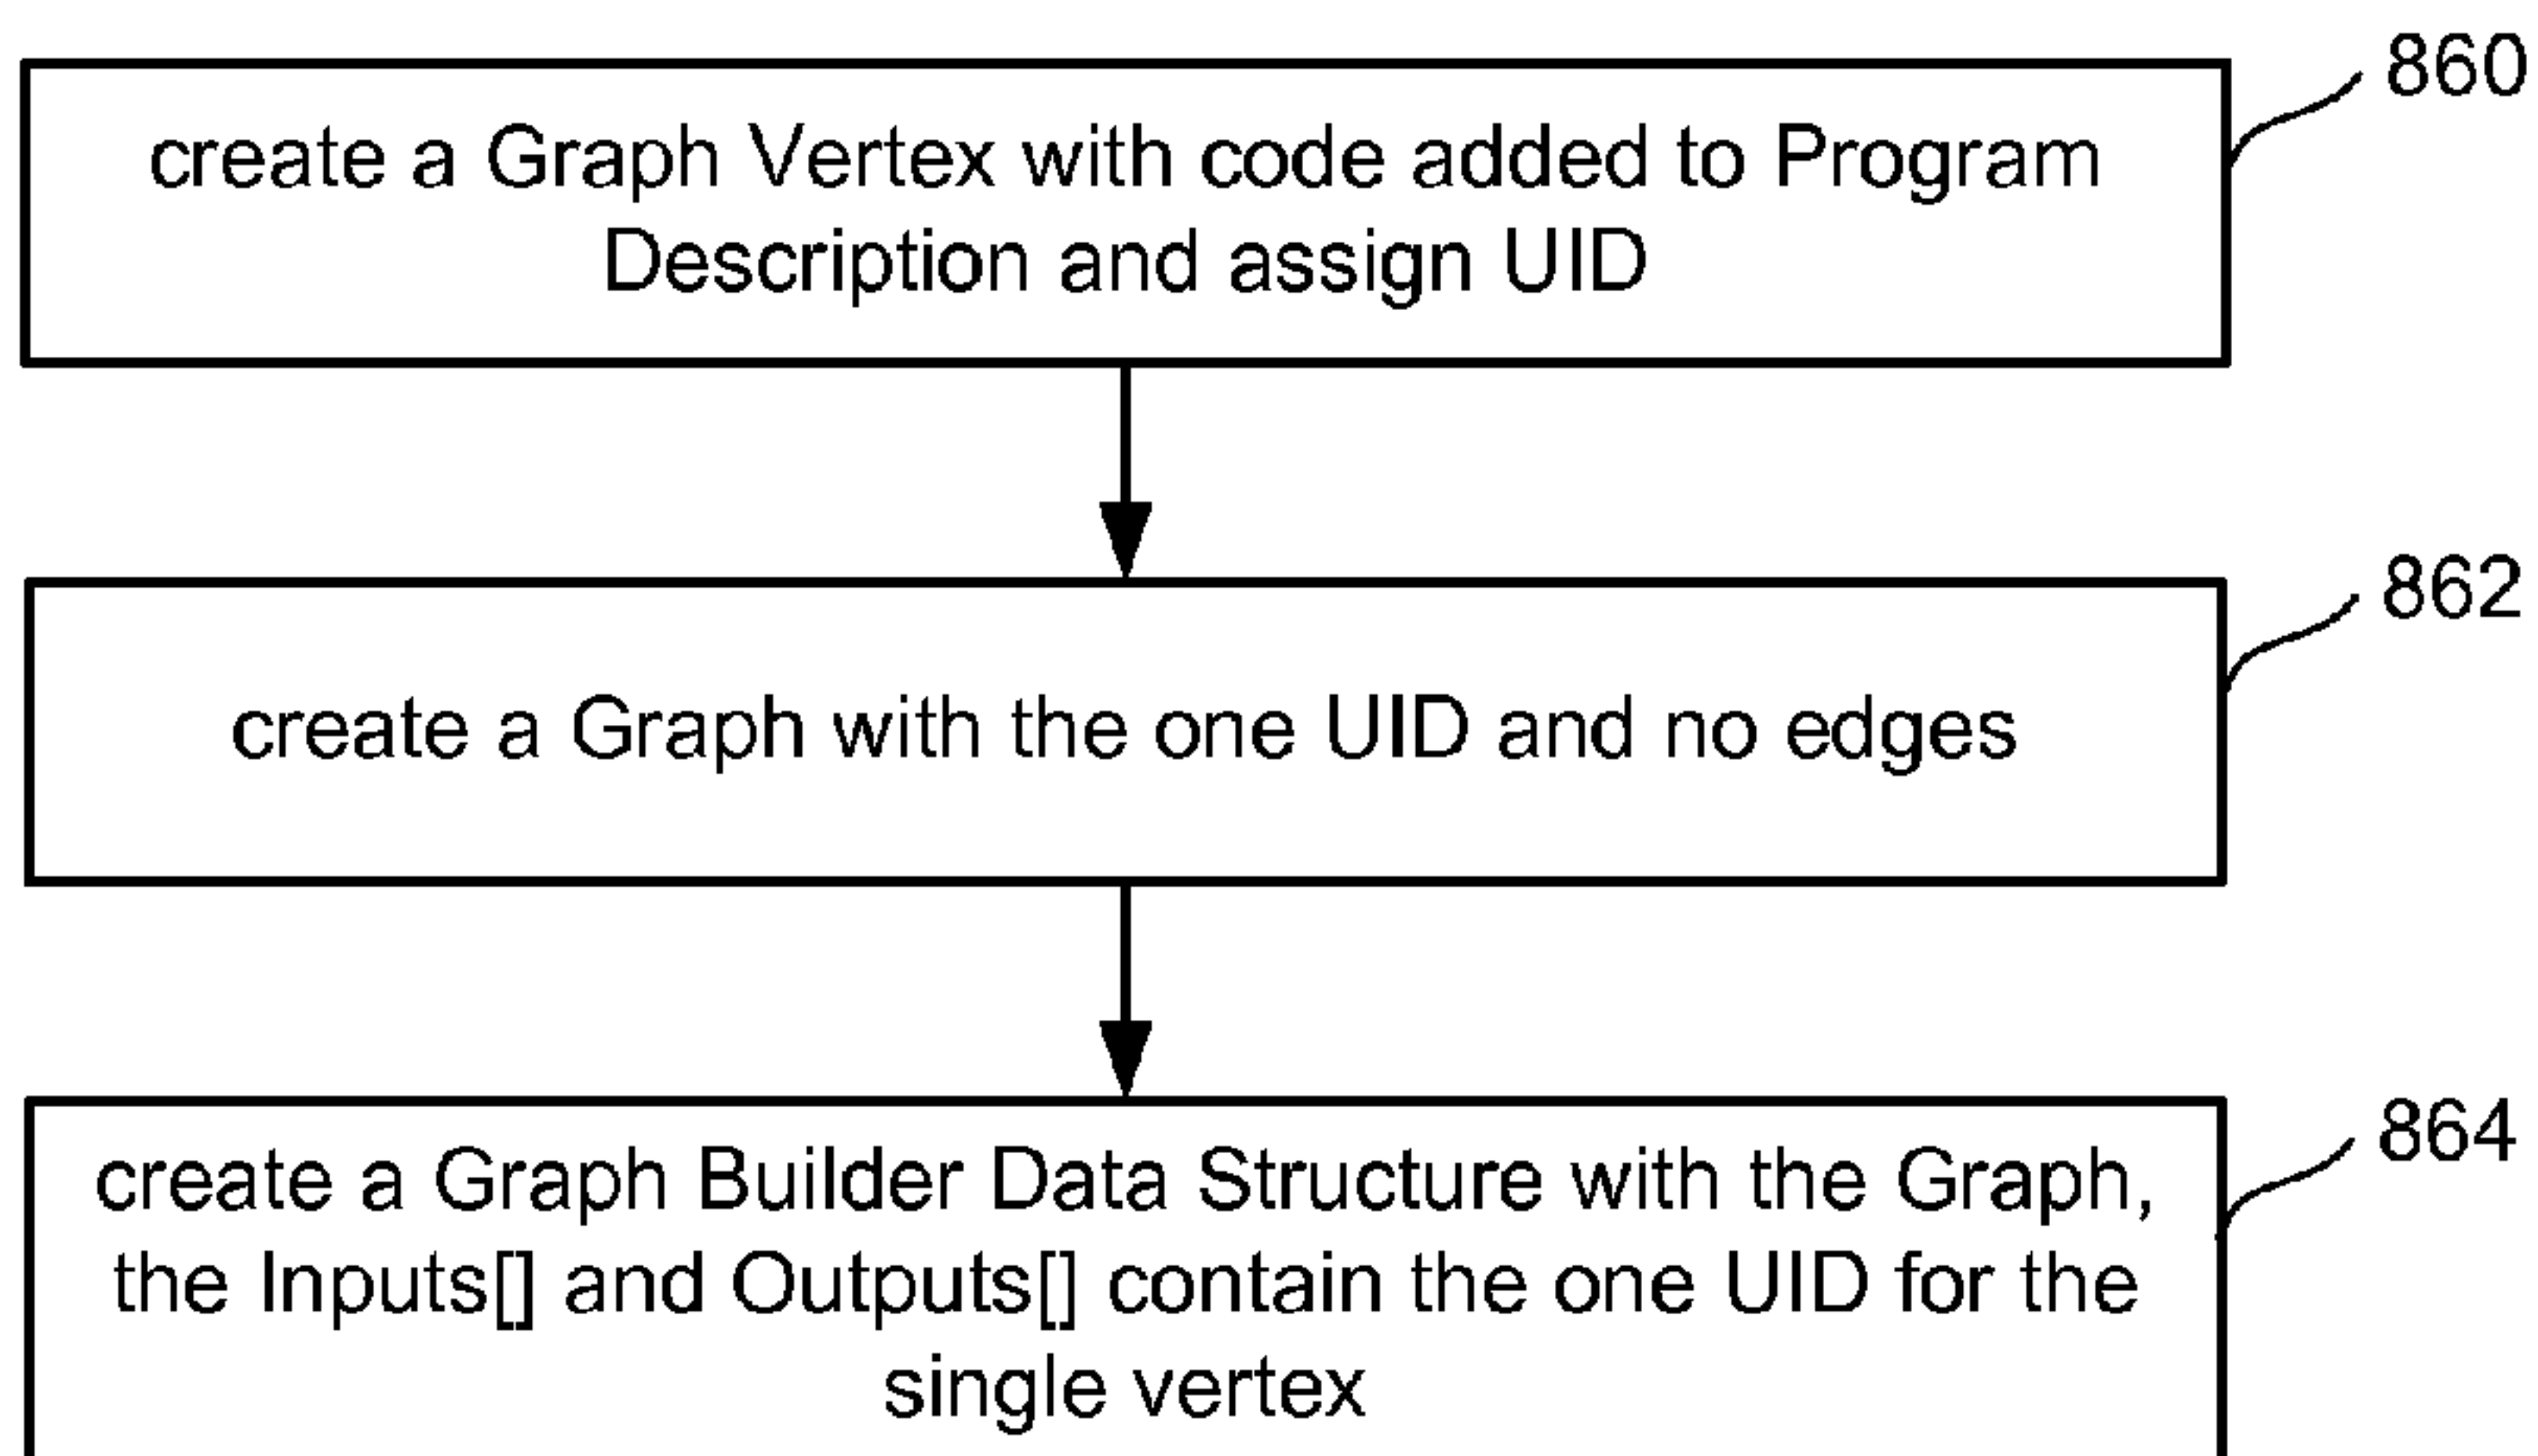 860
create a Graph Vertex with code added to Program
Description and assign UID
862
create a Graph with the one UID and no edges
864
create a Graph Builder Data Structure with the Graph,
the Inputs[] and Outputs[] contain the one UID for the
single vertex